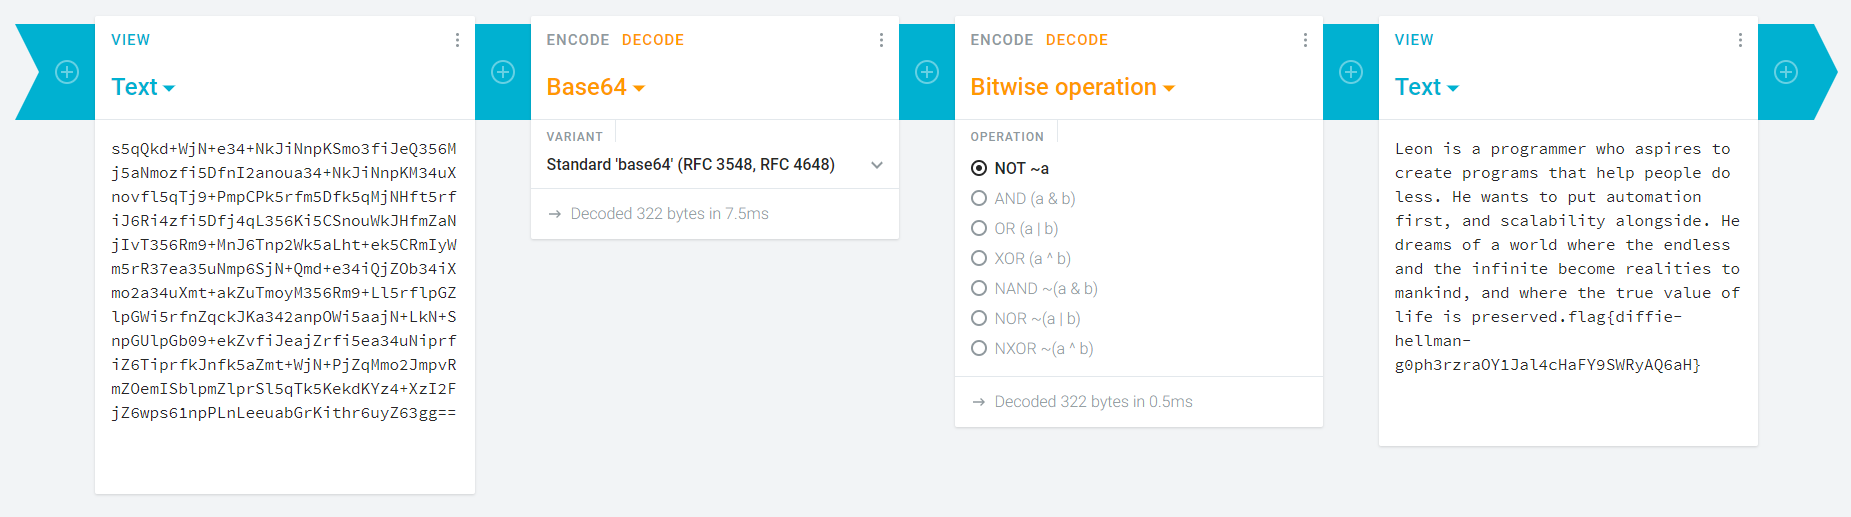 VIEW
Text
s5qQkd+WjN+e34+NkJiNnpKSmo3fiJeQ356M
j5aNmozfi5DfnI2anoua34+NkJiNnpKM34uX
novfl5qTj9+PmpCPk5rfm5Dfk5qMjNHft5rf
iJ6Ri4zfi5Dfj4qL356Ki5CSnouWkJHfmZaN
jIvT356Rm9+MnJ6Tnp2Wk5aLht+ek5CRmIyW
m5rR37ea35uNmp6SjN+Qmd+e34iQjZOb34iX
mo2a34uXmt+akZuTmoyM356Rm9+Ll5rflpGZ
lpGWi5rfnZqckJKa342anpOWi5aajN+LkN+S
npGUlpGb09+ekZvfiJeajZrfi5ea34uNiprf
iZ6TiprfkJnfk5aZmt+WjN+PjZqMmo2JmpvR
mZOemISblpmZlprSl5qTk5KekdKYz4+XzI2F
jZ6wps61npPLnLeeuabGrKithr6uyZ63gg==
ENCODE DECODE
Base64
VARIANT
Standard 'base64' (RFC 3548, RFC 4648)
→ Decoded 322 bytes in 7.5ms
ENCODE DECODE
Bitwise operation
OPERATION
NOT ~a
AND (a & b)
OR (a | b)
XOR (a ^ b)
NAND ~(a & b)
NOR ~(a | b)
NXOR ~(a ^ b)
→ Decoded 322 bytes in 0.5ms
VIEW
Text
Leon is a programmer who aspires to
create programs that help people do
less. He wants to put automation
first, and scalability alongside. He
dreams of a world where the endless
and the infinite become realities to
mankind, and where the true value of
life is preserved.flag{diffie-
hellman-
g0ph3rzraOY1Jal4cHaFY9SWRyAQ6aH}